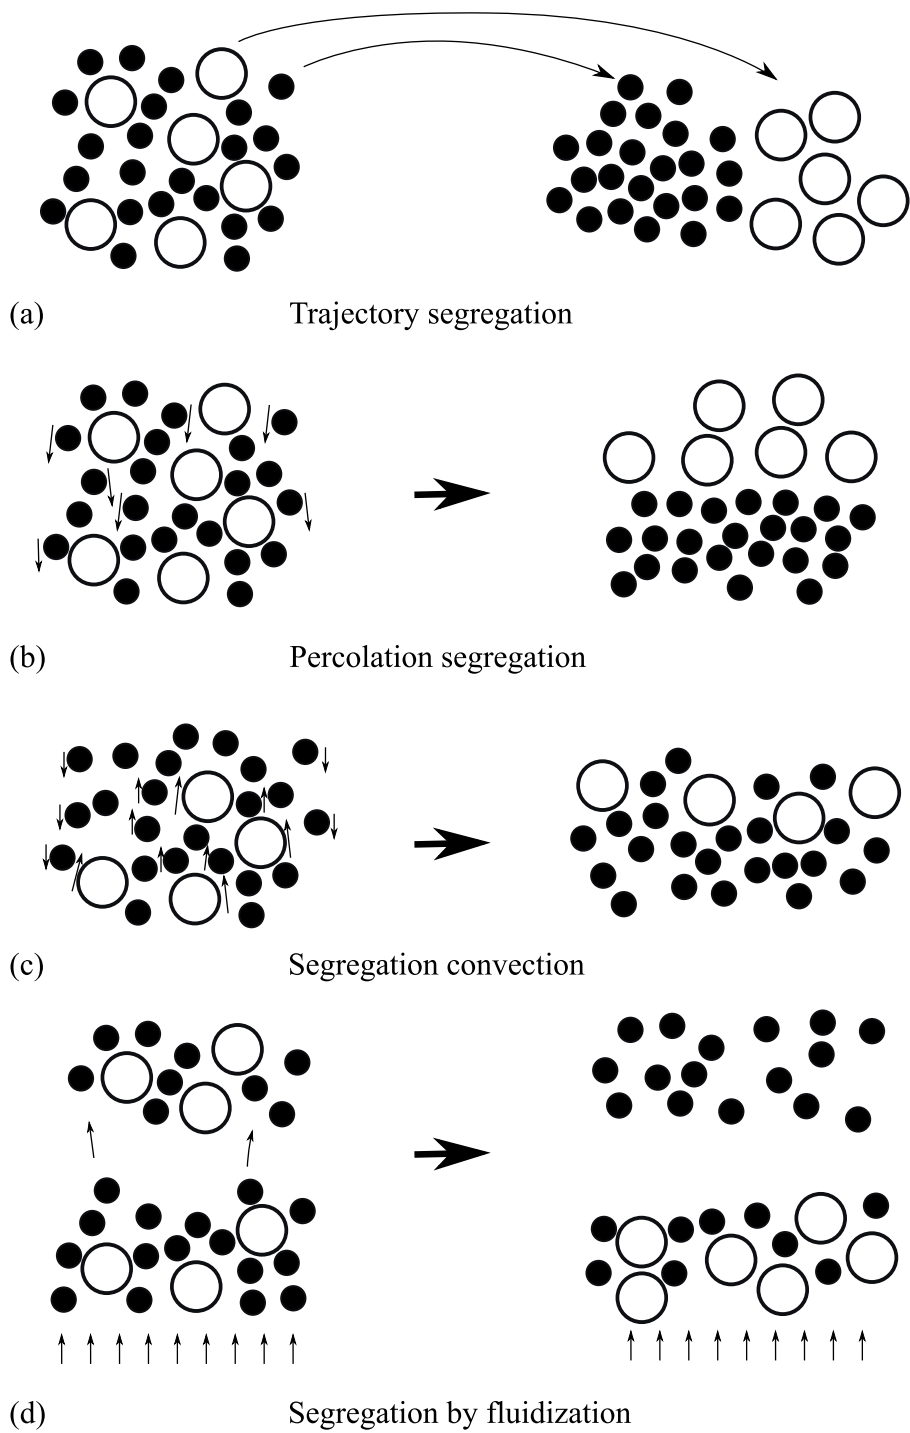 (a) Trajectory segregation
(b) Percolation segregation
(c) Segregation convection
(d) Segregation by fluidization